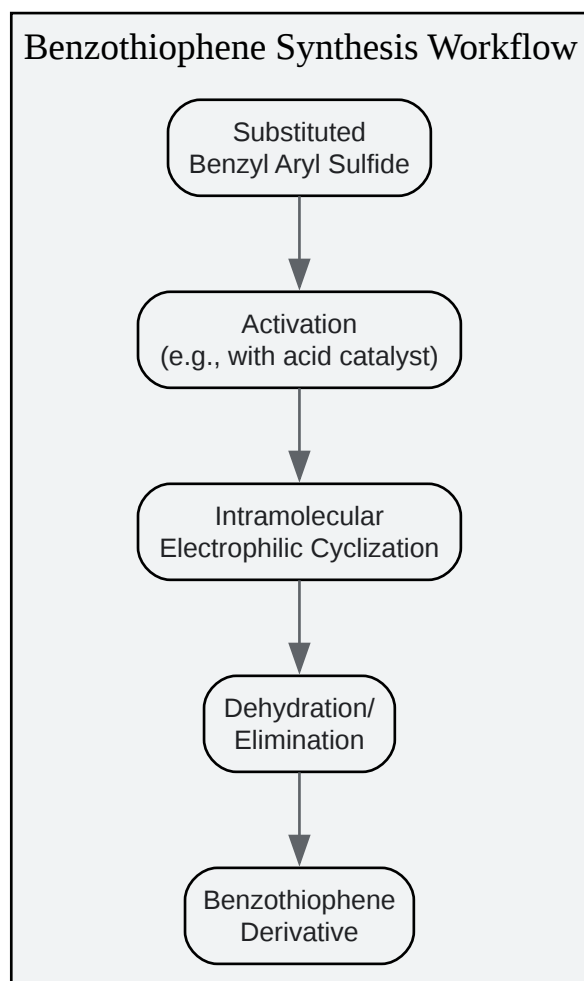 Benzothiophene Synthesis Workflow
Substituted
Benzyl Aryl Sulfide
Activation
(e.g., with acid catalyst)
Intramolecular
Electrophilic Cyclization
Dehydration/
Elimination
Benzothiophene
Derivative